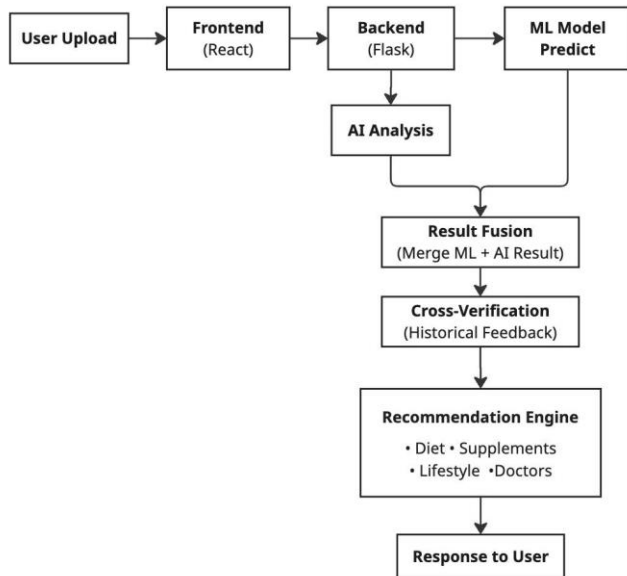 User Upload
Frontend
(React)
Backend
(Flask)
ML Model
Predict
AI Analysis
Result Fusion
(Merge ML + AI Result)
Cross-Verification
(Historical Feedback)
Recommendation Engine
• Diet • Supplements
• Lifestyle •Doctors
Response to User